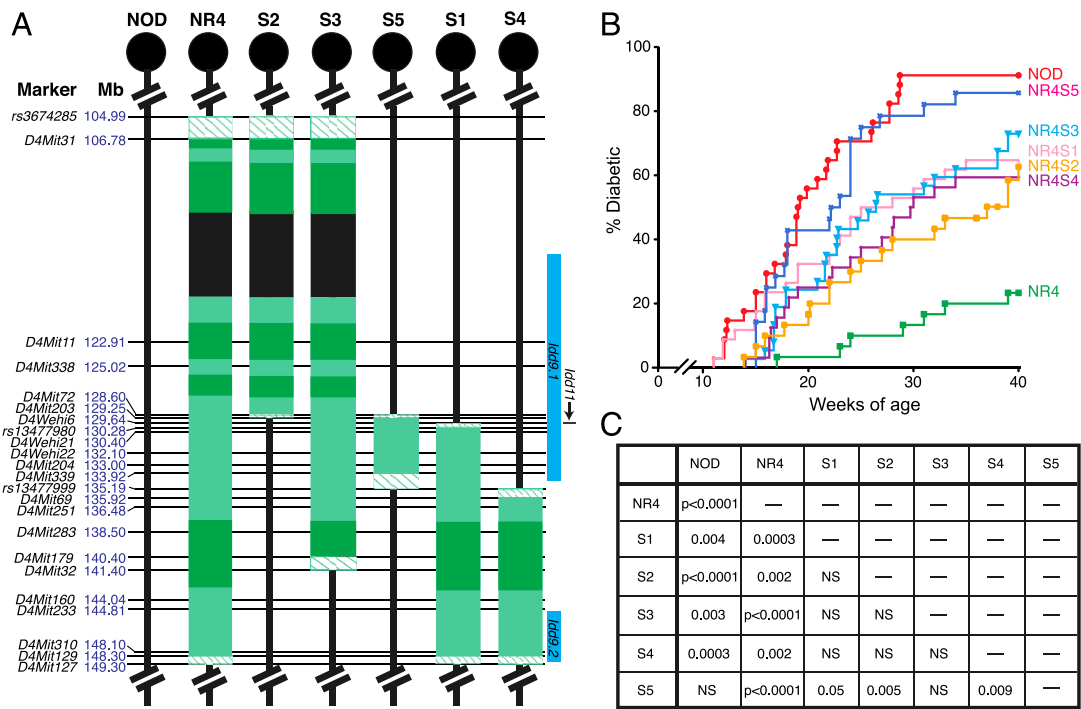 A
NOD NR4 S2 S3 S5 S1 S4
Marker Mb
rs3674285 104.99
D4Mit31 106.78
D4Mit11 122.91
D4Mit338 125.02
D4Mit72 128.60
D4Mit203 129.25
D4Wehi6 129.64
rs13477980 130.28
D4Wehi21 130.40
D4Wehi22 132.10
D4Mit204 133.00
D4Mit339 133.92
rs13477999 135.19
D4Mit69 135.92
D4Mit251 136.48
D4Mit283 138.50
D4Mit179 140.40
D4Mit32 141.40
D4Mit160 144.04
D4Mit233 144.81
D4Mit310 148.10
D4Mit129 148.30
D4Mit127 149.30
Idd9.1
Idd11
Idd9.2
B
% Diabetic
100
80
60
40
20
0
0 10 20 30 40
Weeks of age
NOD
NR4S5
NR4S3
NR4S1
NR4S2
NR4S4
NR4
C
NOD NR4 S1 S2 S3 S4 S5
NR4 p<0.0001 — — — — — —
S1 0.004 0.0003 — — — — —
S2 p<0.0001 0.002 NS — — — —
S3 0.003 p<0.0001 NS NS — — —
S4 0.0003 0.002 NS NS NS — —
S5 NS p<0.0001 0.05 0.005 NS 0.009 —